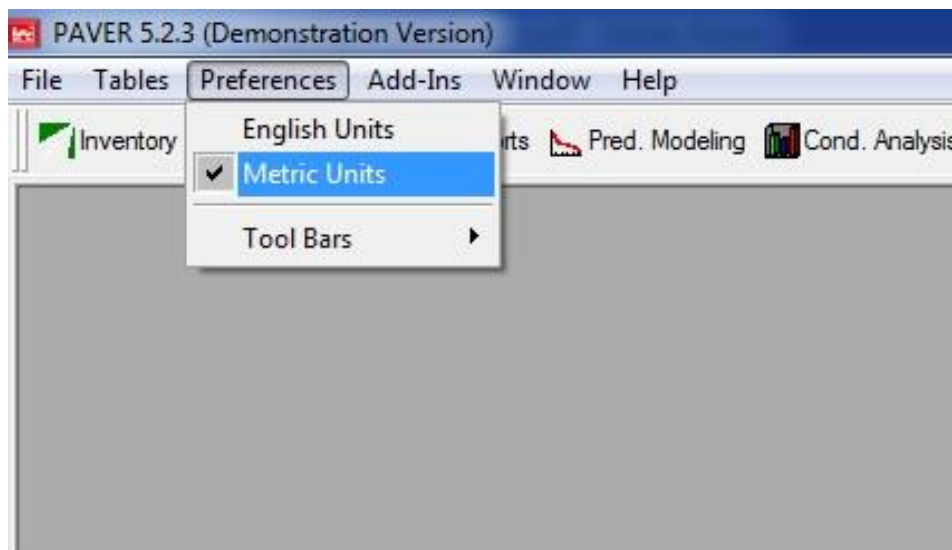 PAVER 5.2.3 (Demonstration Version)
File Tables Preferences Add-Ins Window Help
Inventory rts Pred. Modeling Cond. Analysis
English Units
Metric Units
Tool Bars